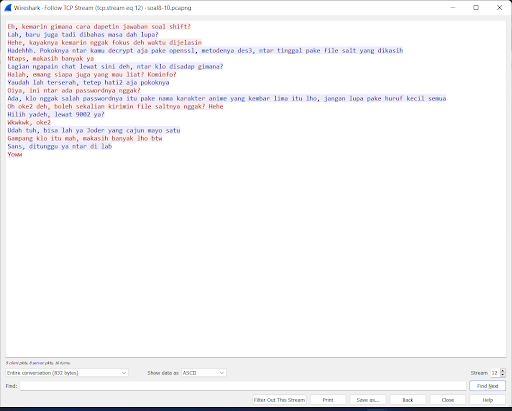 Wireshark · Follow TCP Stream (tcp.stream eq 12) · soal8-10.pcapng
Eh, kemarin gimana cara dapetin jawaban soal shift?
Lah, baru juga tadi dibahas masa dah lupa?
Hehe, kayaknya kemarin nggak fokus deh waktu dijelasin
Hadehhh. Pokoknya ntar kamu decrypt aja pake openssl, metodenya des3, ntar tinggal pake file salt yang dikasih
Ntaps, makasih banyak ya
Lagian ngapain chat lewat sini deh, ntar klo disadap gimana?
Halah, emang siapa juga yang mau liat? Kominfo?
Yaudah lah terserah, tetep hati2 aja pokoknya
Oiya, ini ntar ada passwordnya nggak?
Ada, klo nggak salah passwordnya itu pake nama karakter anime yang kembar lima itu lho, jangan lupa pake huruf kecil semua
Oh oke2 deh, boleh sekalian kirimin file saltnya nggak? Hehe
Hilih yadeh, lewat 9002 ya?
Wkwkwk, oke2
Udah tuh, bisa lah ya Joder yang cajun mayo satu
Gampang klo itu mah, makasih banyak lho btw
Sans, ditunggu ya ntar di lab
Yoww
Entire conversation (832 bytes)
Show data as
ASCII
Stream
12
Find:
Find Next
Filter Out This Stream
Print
Save as…
Back
Close
Help